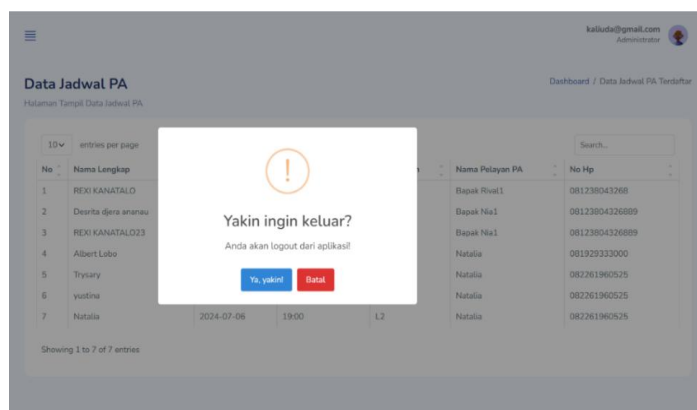 kaliuda@gmail.com
Administrator
Data Jadwal PA
Dashboard / Data Jadwal PA Terdaftar
Halaman Tampil Data Jadwal PA
10 entries per page Search...
No Nama Lengkap Nama Pelayan PA No Hp
1 REXI KANATALO Bapak Rival1 081238043268
2 Desrita djera ananau Bapak Nia1 08123804326889
3 REXI KANATALO23 Bapak Nia1 08123804326889
4 Albert Lobo Natalia 081929333000
5 Trysary Natalia 082261960525
6 yustina Natalia 082261960525
7 Natalia 2024-07-06 19:00 L2 Natalia 082261960525
Showing 1 to 7 of 7 entries
!
Yakin ingin keluar?
Anda akan logout dari aplikasi!
Ya, yakin! Batal